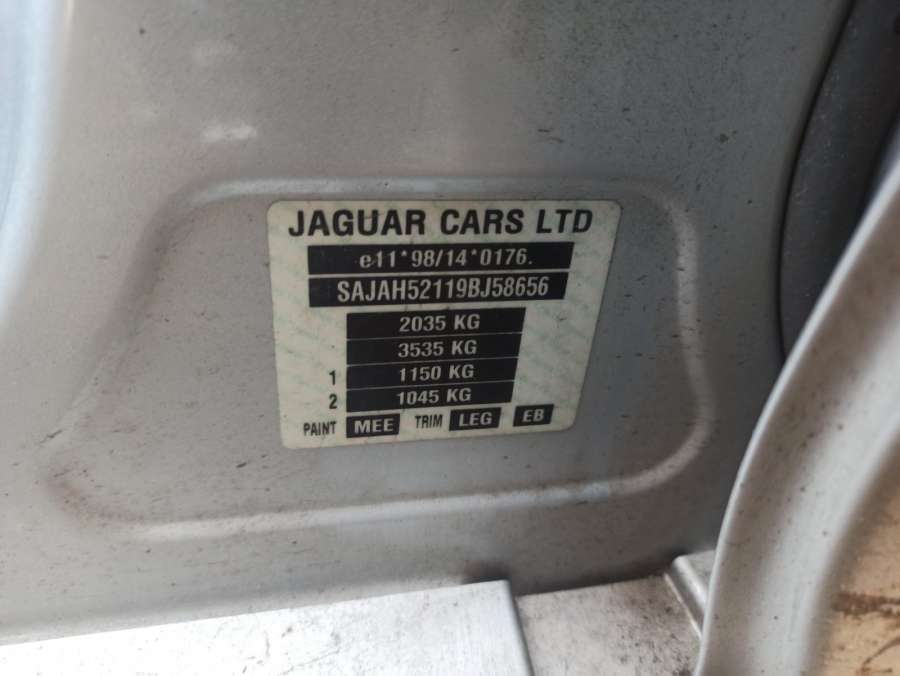 JAGUAR CARS LTD
e11*98/14*0176.
SAJAH52119BJ58656
2035 KG
3535 KG
1 1150 KG
2 1045 KG
PAINT MEE TRIM LEG EB